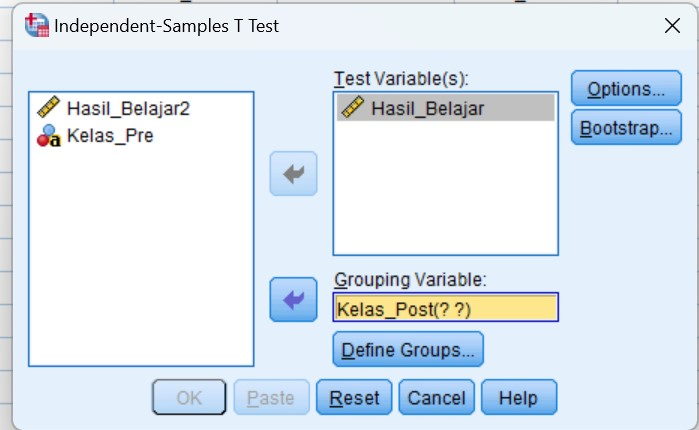 Independent-Samples T Test
Test Variable(s):
Hasil_Belajar2
Kelas_Pre
Hasil_Belajar
Options...
Bootstrap...
Grouping Variable:
Kelas_Post(? ?)
Define Groups...
OK
Paste
Reset
Cancel
Help